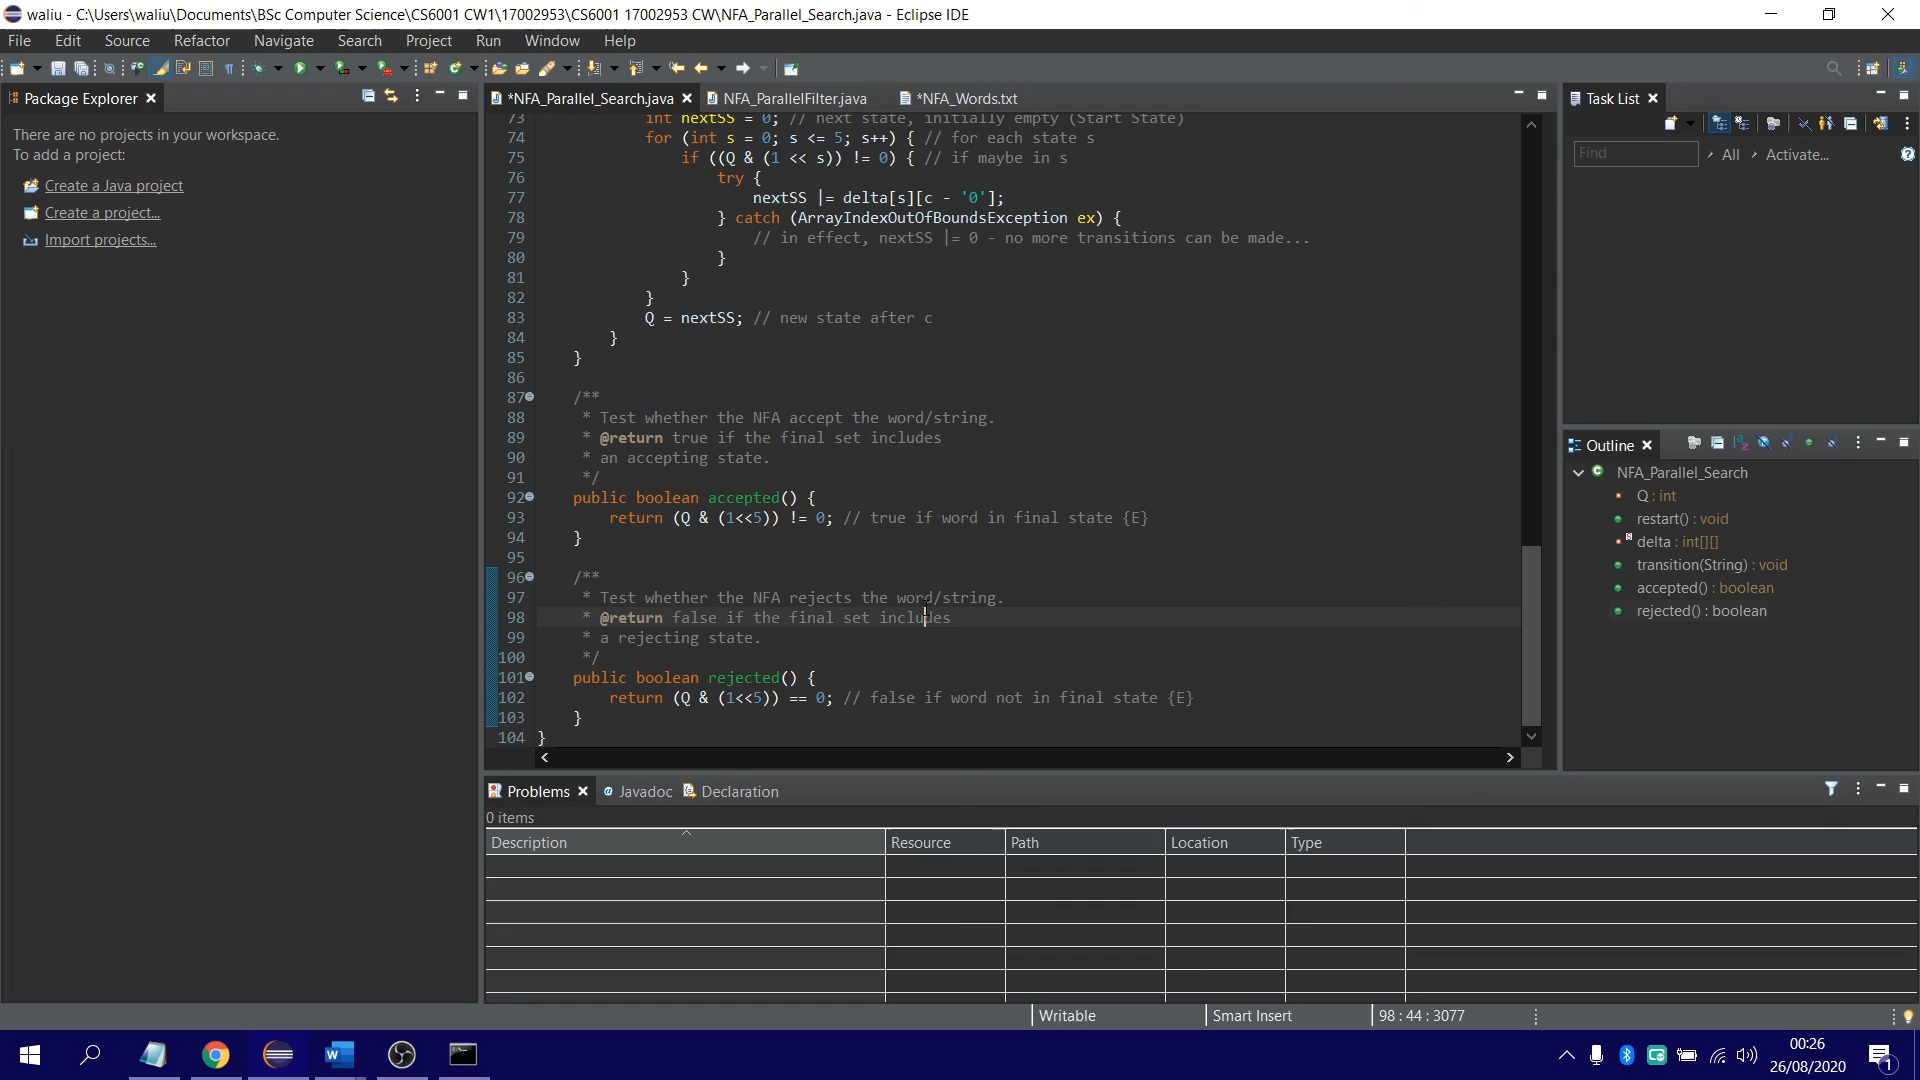 waliu - C:\Users\waliu\Documents\BSc Computer Science\CS6001 CW1\17002953\CS6001 17002953 CW\NFA_Parallel_Search.java - Eclipse IDE
File Edit Source Refactor Navigate Search Project Run Window Help
Package Explorer
There are no projects in your workspace.
To add a project:
Create a Java project
Create a project...
Import projects...
*NFA_Parallel_Search.java NFA_ParallelFilter.java *NFA_Words.txt
73 int nextSS = 0; // next state, initially empty (Start State)
74 for (int s = 0; s <= 5; s++) { // for each state s
75 if ((Q & (1 << s)) != 0) { // if maybe in s
76 try {
77 nextSS |= delta[s][c - '0'];
78 } catch (ArrayIndexOutOfBoundsException ex) {
79 // in effect, nextSS |= 0 - no more transitions can be made...
80 }
81 }
82 }
83 Q = nextSS; // new state after c
84 }
85 }
86
87 /**
88 * Test whether the NFA accept the word/string.
89 * @return true if the final set includes
90 * an accepting state.
91 */
92 public boolean accepted() {
93 return (Q & (1<<5)) != 0; // true if word in final state {E}
94 }
95
96 /**
97 * Test whether the NFA rejects the word/string.
98 * @return false if the final set includes
99 * a rejecting state.
100 */
101 public boolean rejected() {
102 return (Q & (1<<5)) == 0; // false if word not in final state {E}
103 }
104 }
Task List
Find All Activate...
Outline
NFA_Parallel_Search
Q : int
restart() : void
delta : int[][]
transition(String) : void
accepted() : boolean
rejected() : boolean
Problems Javadoc Declaration
0 items
Description Resource Path Location Type
Writable Smart Insert 98 : 44 : 3077
00:26
26/08/2020
1